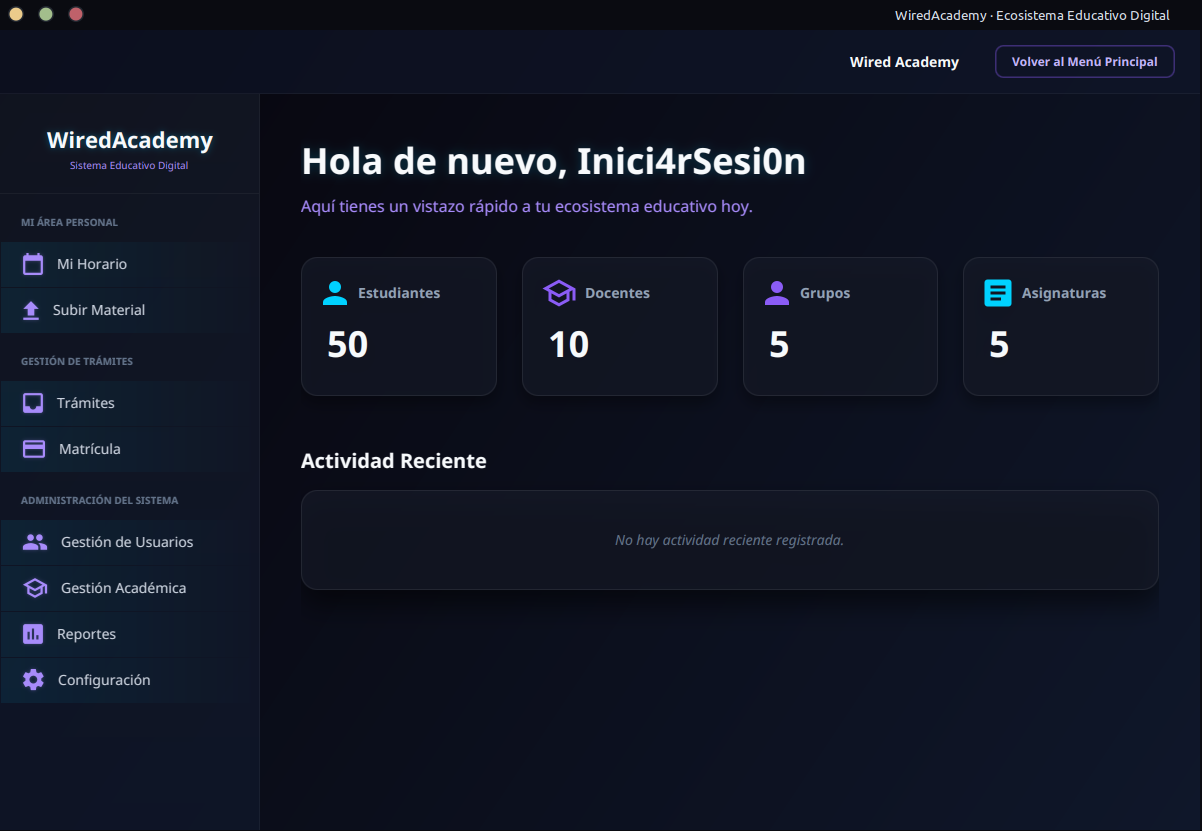 WiredAcademy · Ecosistema Educativo Digital
Wired Academy
Volver al Menú Principal
WiredAcademy
Sistema Educativo Digital
MI ÁREA PERSONAL
Mi Horario
Subir Material
GESTIÓN DE TRÁMITES
Trámites
Matrícula
ADMINISTRACIÓN DEL SISTEMA
Gestión de Usuarios
Gestión Académica
Reportes
Configuración
Hola de nuevo, Inici4rSesi0n
Aquí tienes un vistazo rápido a tu ecosistema educativo hoy.
Estudiantes
50
Docentes
10
Grupos
5
Asignaturas
5
Actividad Reciente
No hay actividad reciente registrada.